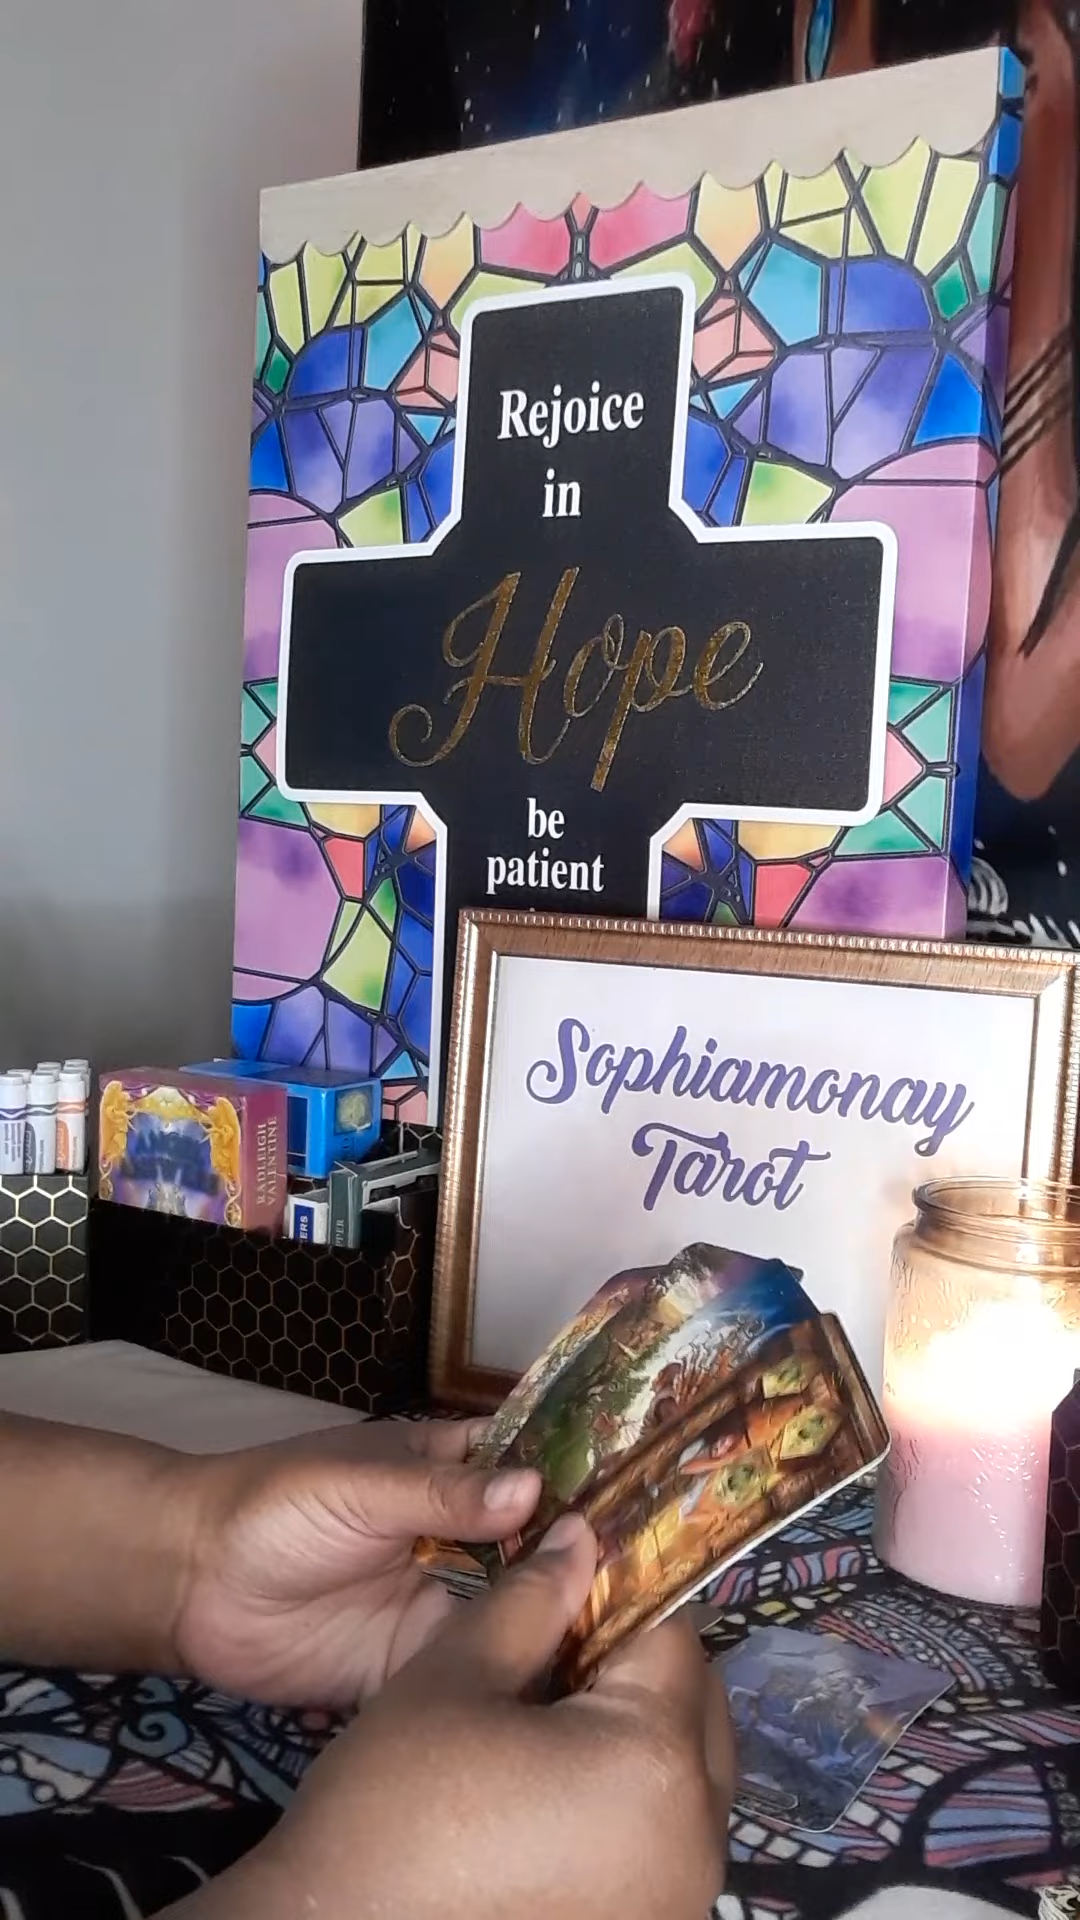 Rejoice
in
Hope
be
patient
Sophiamonay
Tarot
RADLEIGH
VALENTINE